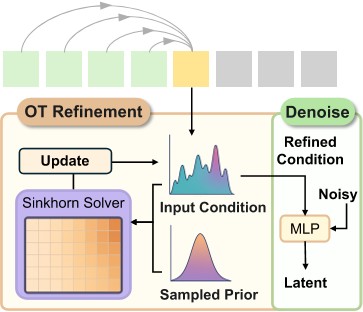 OT Refinement
Denoise
Update
Sinkhorn Solver
Input Condition
Sampled Prior
Refined
Condition
Noisy
MLP
Latent